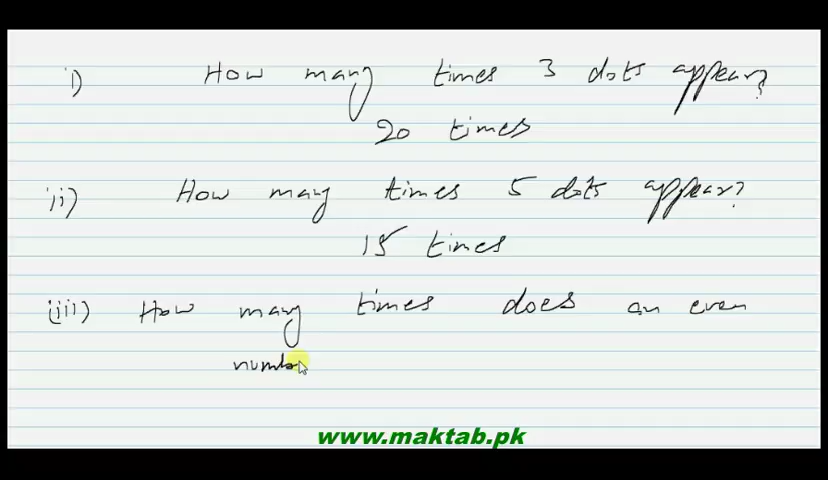 i) How many times 3 dots appear?
20 times
ii) How many times 5 dots appear?
15 times
(iii) How many times does an even
numbe
www.maktab.pk